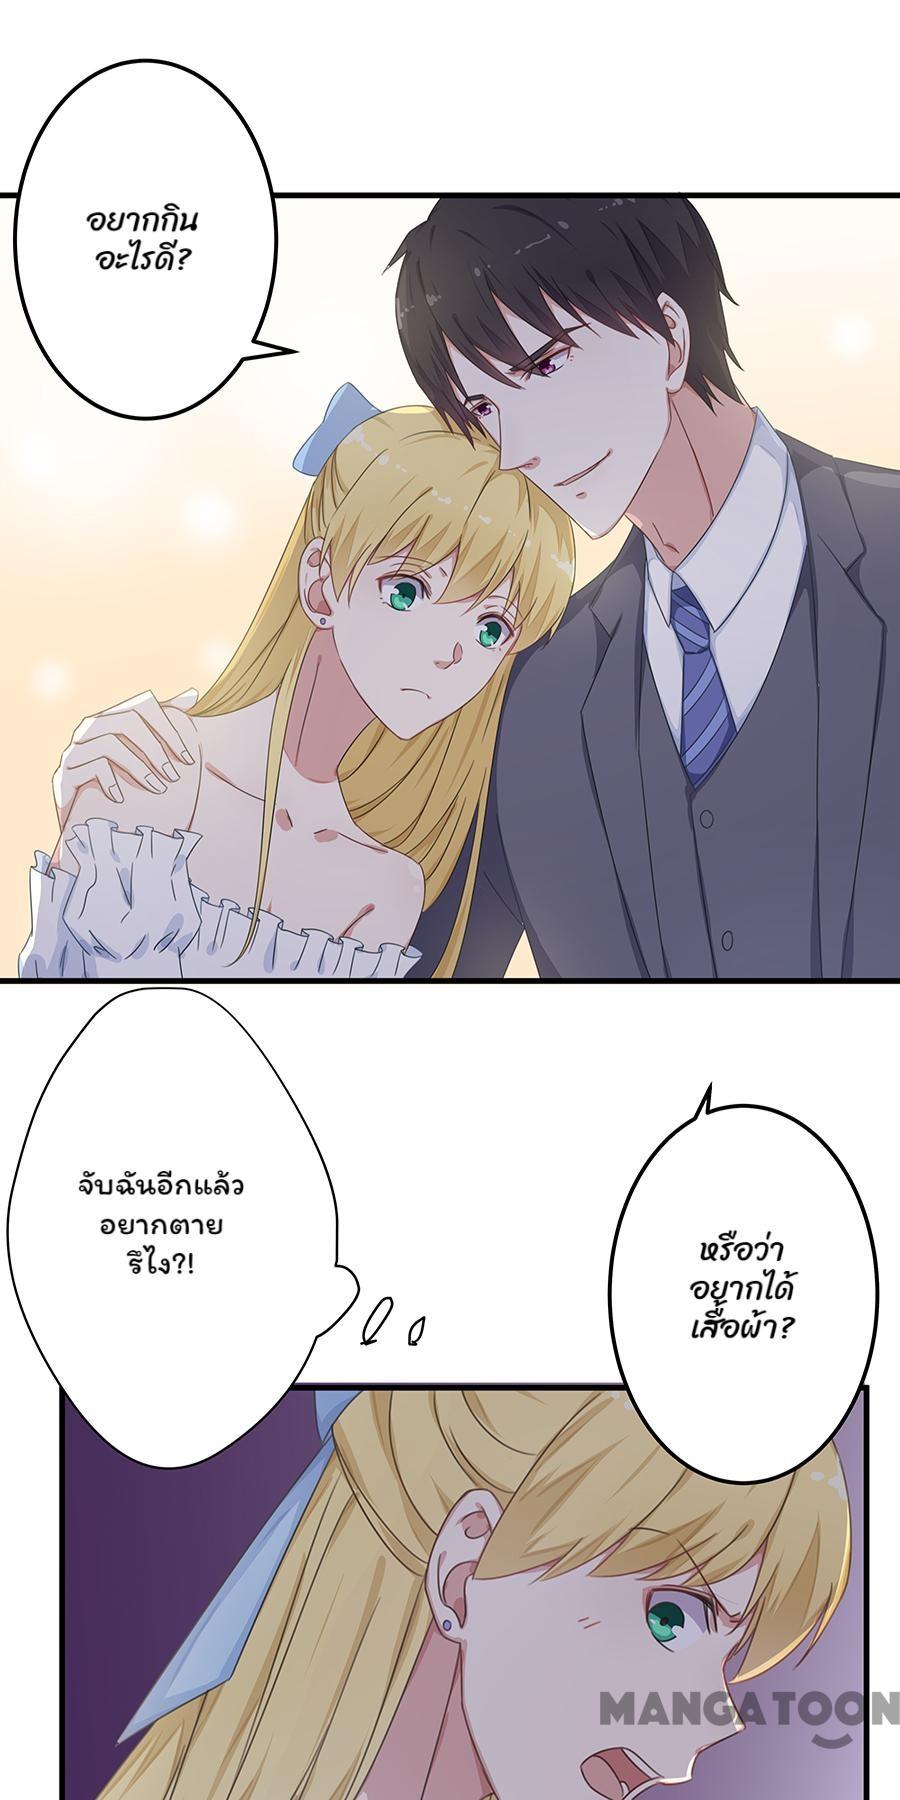 อยากกิน
อะไรดี?
จับฉันอีกแล้ว
อยากตาย
รึไง?!
หรือว่า
อยากได้
เสื้อผ้า?
MANGATOON